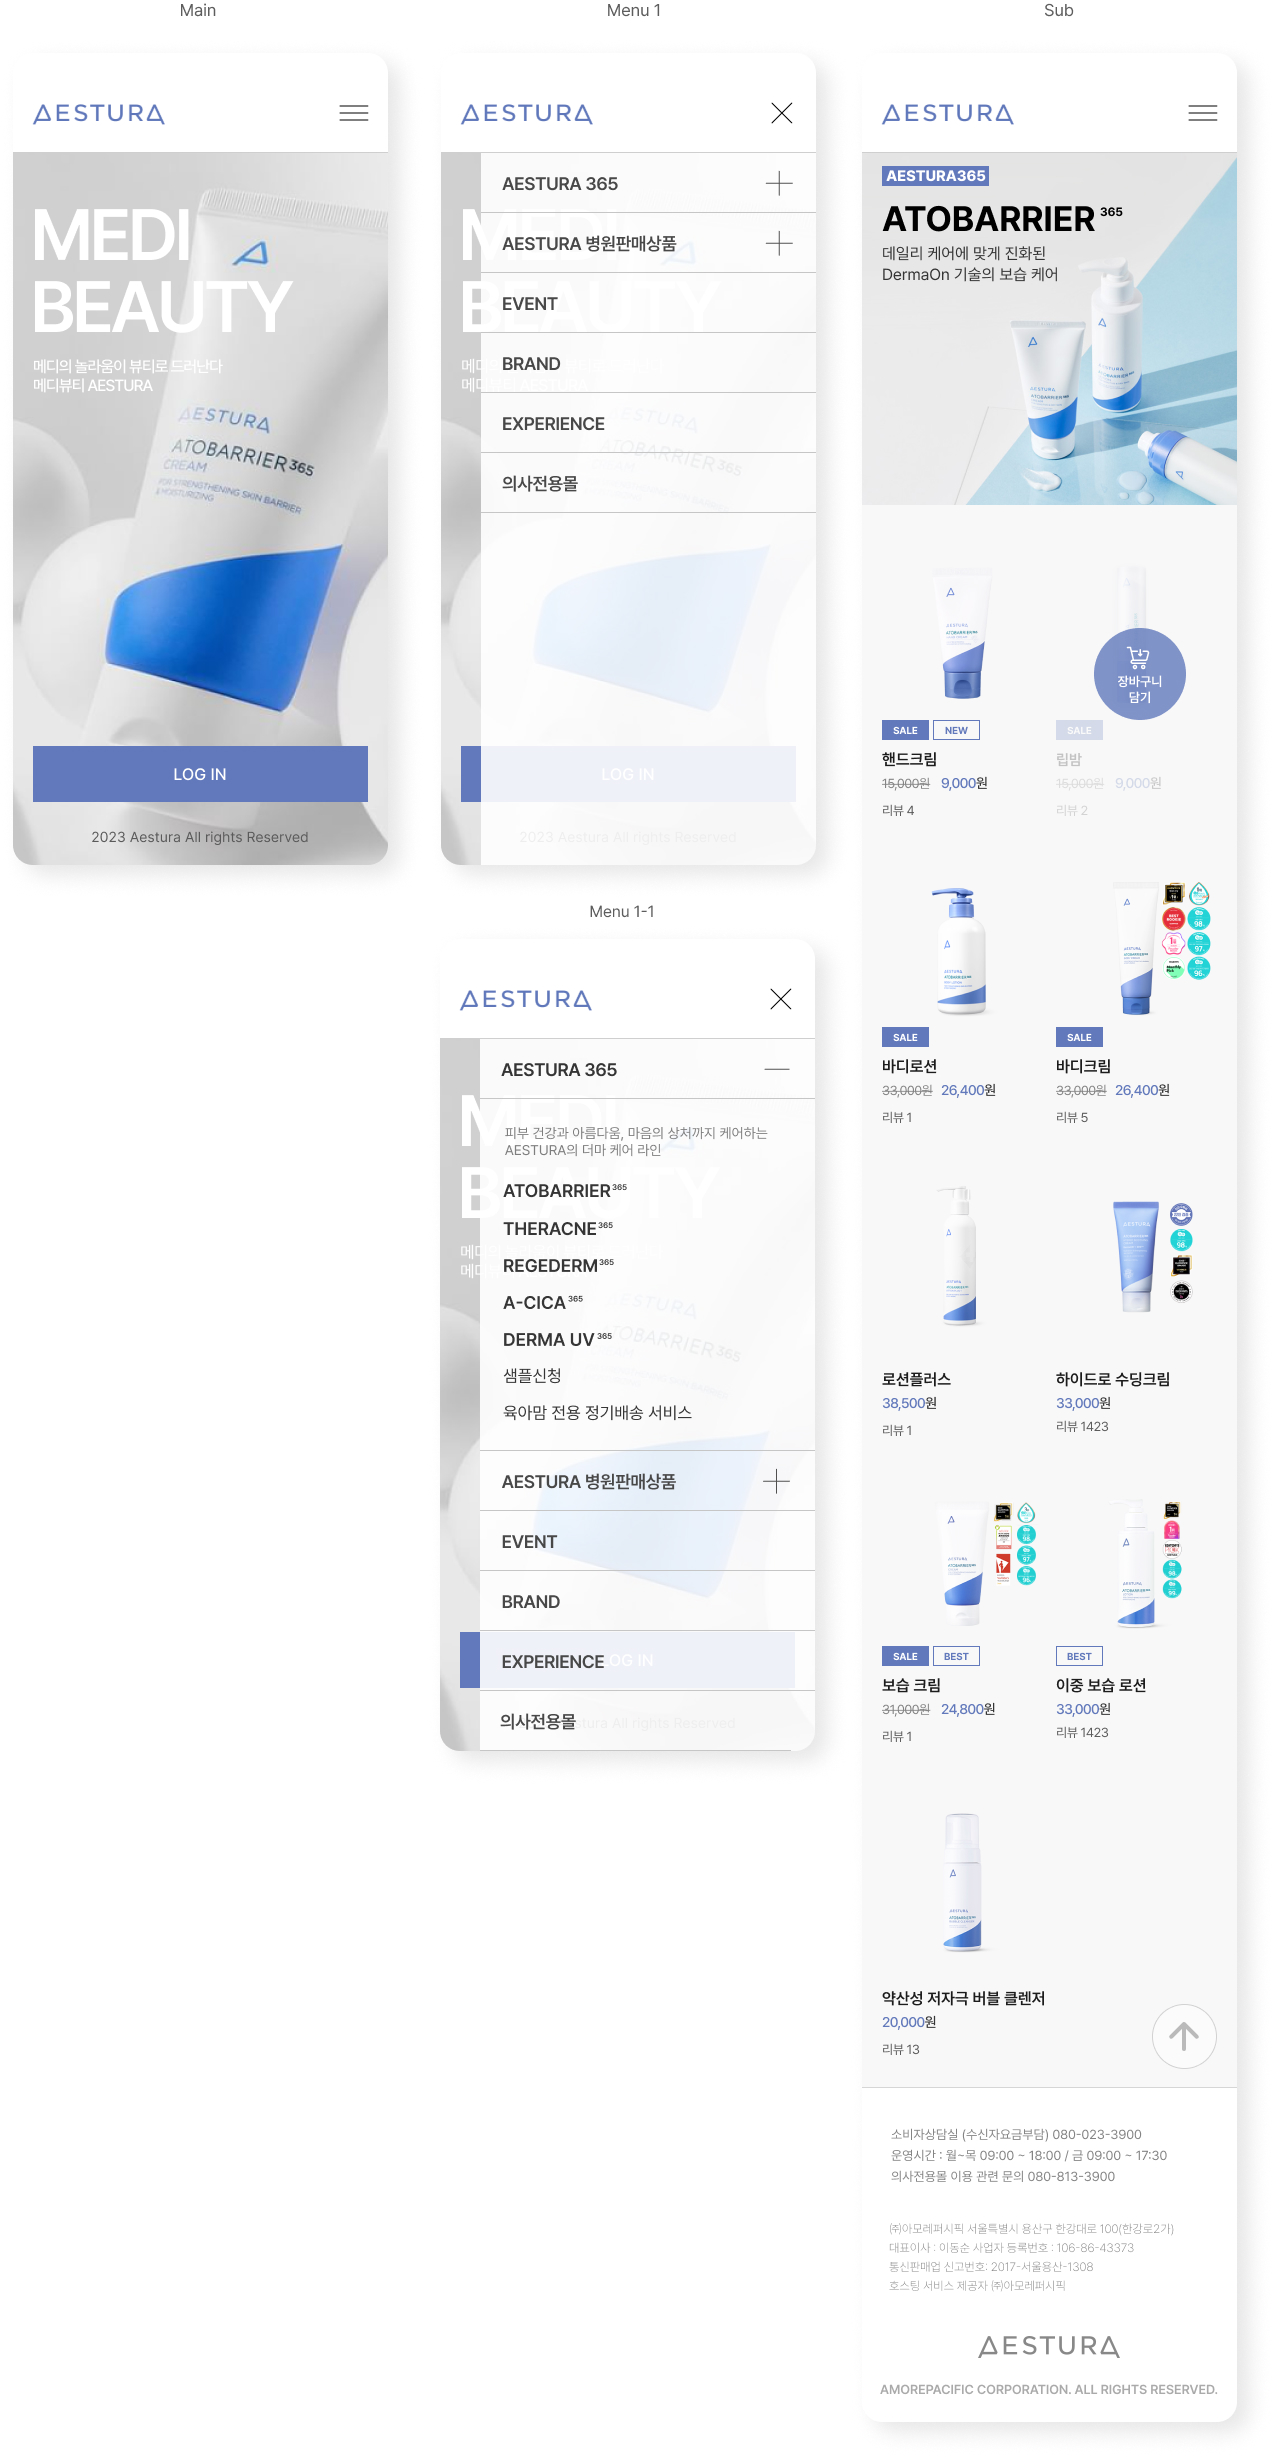 Main
AESTURA
MEDI
BEAUTY
메디의 놀라움이 뷰티로 드러난다
메디뷰티 AESTURA
AESTURA
ATOBARRIER365
CREAM
FOR STRENGTHENING SKIN BARRIER
& MOISTURIZING
LOG IN
2023 Aestura All rights Reserved
Menu 1
AESTURA
AESTURA 365
AESTURA 병원판매상품
EVENT
BRAND
EXPERIENCE
의사전용몰
MEDI
BEAUTY
AESTURA
ATOBARRIER365
LOG IN
2023 Aestura All rights Reserved
Menu 1-1
AESTURA
AESTURA 365
피부 건강과 아름다움, 마음의 상처까지 케어하는
AESTURA의 더마 케어 라인
ATOBARRIER365
THERACNE365
REGEDERM365
A-CICA365
DERMA UV365
샘플신청
육아맘 전용 정기배송 서비스
AESTURA 병원판매상품
EVENT
BRAND
EXPERIENCE
의사전용몰
Sub
AESTURA
AESTURA365
ATOBARRIER 365
데일리 케어에 맞게 진화된
DermaOn 기술의 보습 케어
장바구니
담기
SALE NEW
핸드크림
15,000원 9,000원
리뷰 4
SALE
립밤
15,000원 9,000원
리뷰 2
SALE
바디로션
33,000원 26,400원
리뷰 1
SALE
바디크림
33,000원 26,400원
리뷰 5
로션플러스
38,500원
리뷰 1
하이드로 수딩크림
33,000원
리뷰 1423
SALE BEST
보습 크림
31,000원 24,800원
리뷰 1
BEST
이중 보습 로션
33,000원
리뷰 1423
약산성 저자극 버블 클렌저
20,000원
리뷰 13
소비자상담실 (수신자요금부담) 080-023-3900
운영시간 : 월~목 09:00 ~ 18:00 / 금 09:00 ~ 17:30
의사전용몰 이용 관련 문의 080-813-3900
㈜아모레퍼시픽 서울특별시 용산구 한강대로 100(한강로2가)
대표이사 : 이동순 사업자 등록번호 : 106-86-43373
통신판매업 신고번호: 2017-서울용산-1308
호스팅 서비스 제공자 ㈜아모레퍼시픽
AESTURA
AMOREPACIFIC CORPORATION. ALL RIGHTS RESERVED.